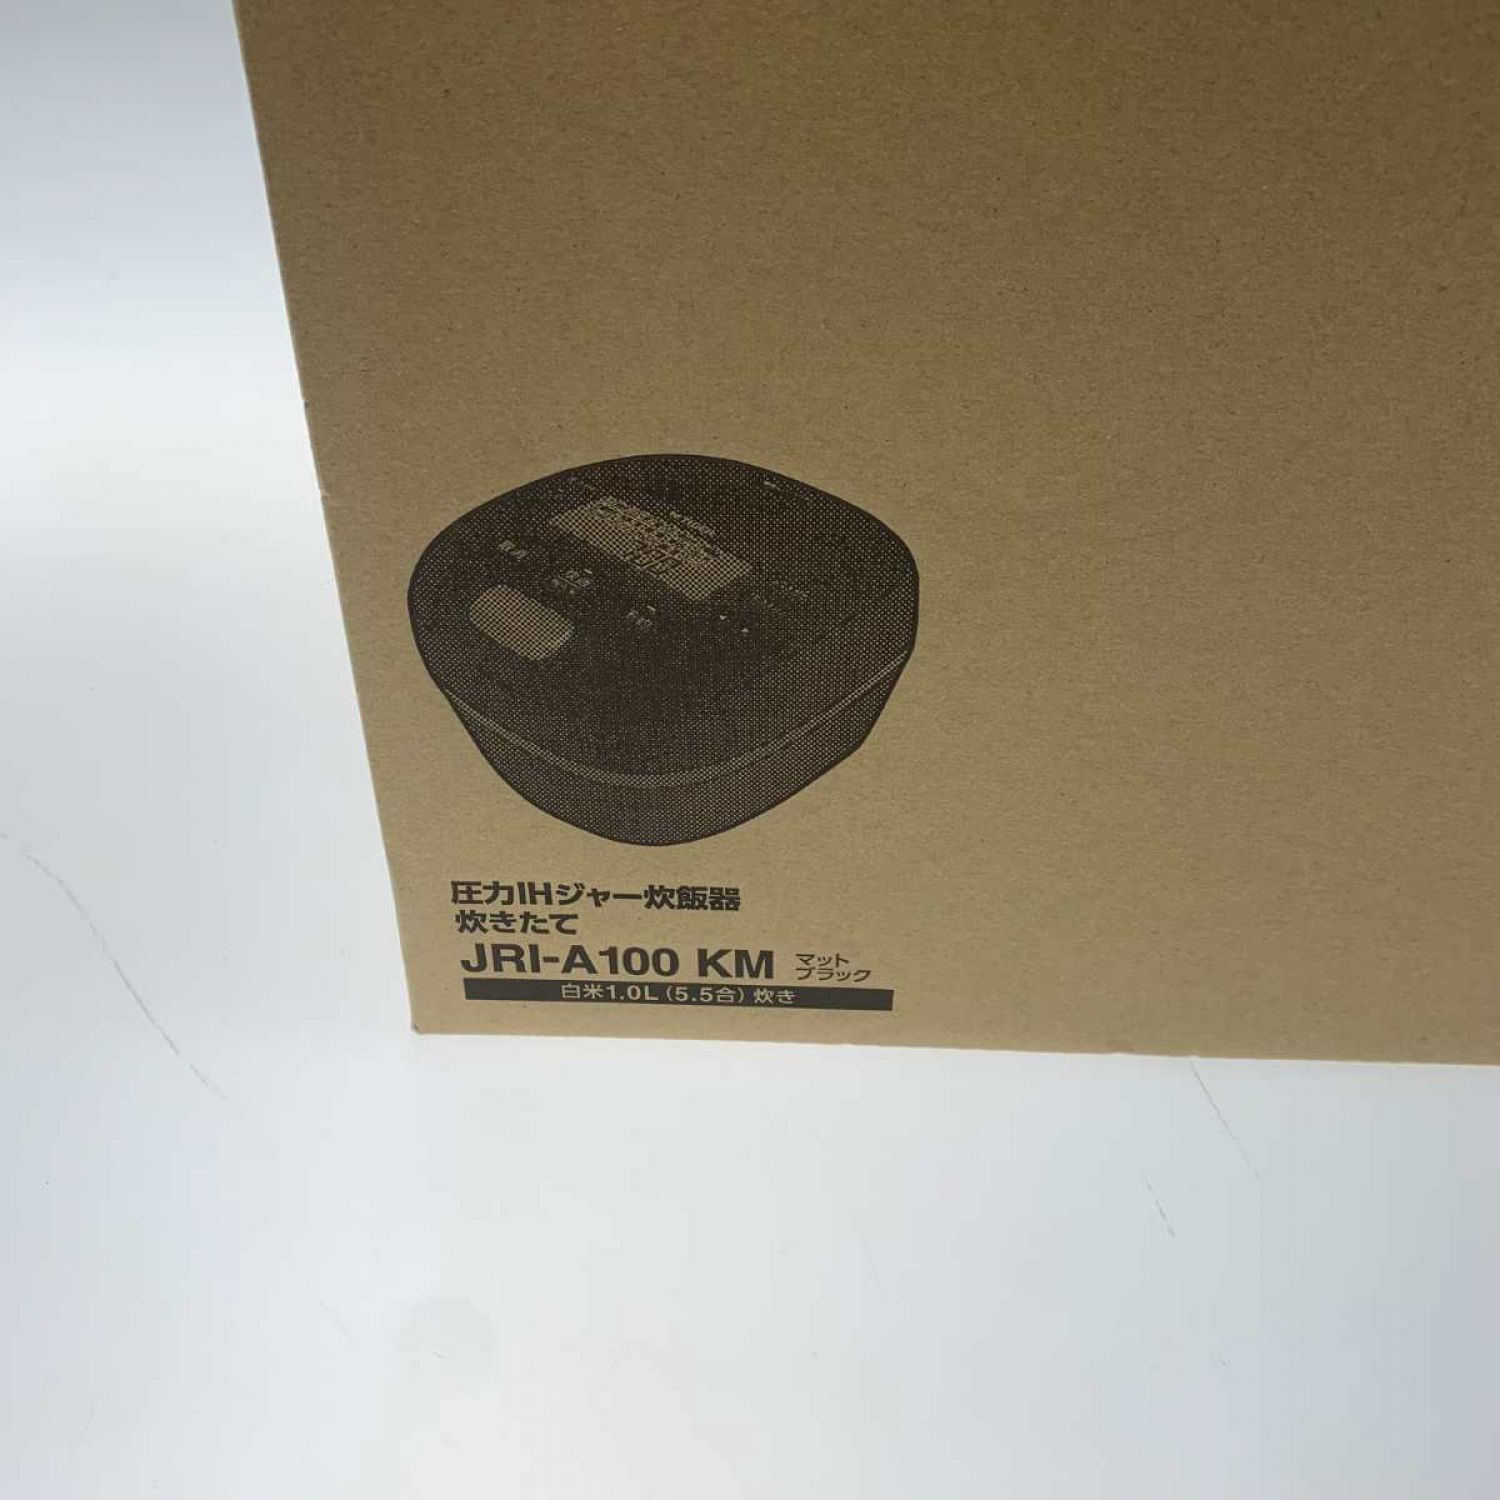 圧力IHジャー炊飯器
炊きたて
JRI-A100 KM マット
ブラック
白米1.0L(5.5合)炊き